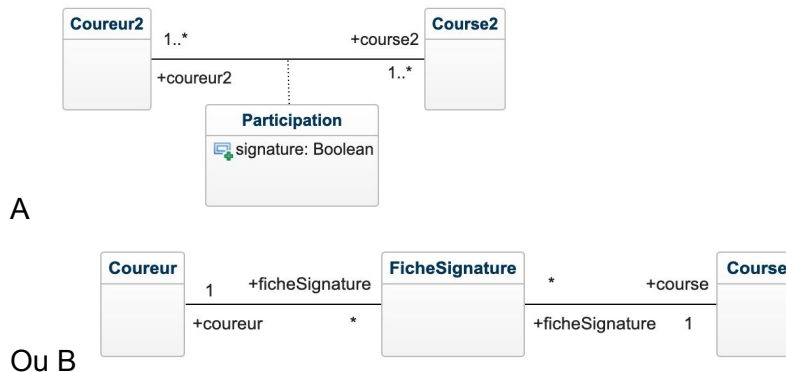 Coureur2
Course2
1..*
+course2
+coureur2
1..*
Participation
signature: Boolean
A
Coureur
FicheSignature
Course
1
+ficheSignature
*
+course
+coureur
*
+ficheSignature
1
Ou B